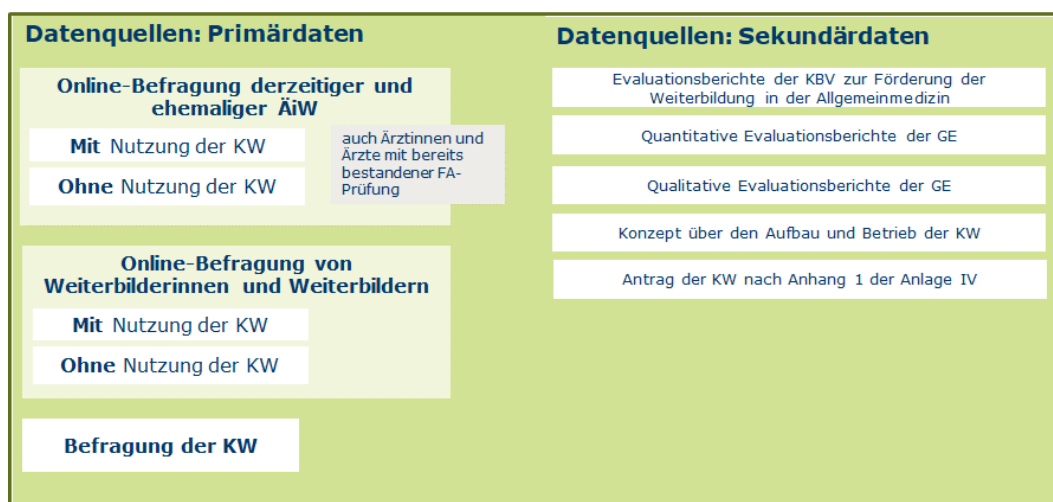 Datenquellen: Primärdaten
Online-Befragung derzeitiger und
ehemaliger ÄiW
Mit Nutzung der KW
Ohne Nutzung der KW
auch Ärztinnen und
Ärzte mit bereits
bestandener FA-
Prüfung
Online-Befragung von
Weiterbilderinnen und Weiterbildern
Mit Nutzung der KW
Ohne Nutzung der KW
Befragung der KW
Datenquellen: Sekundärdaten
Evaluationsberichte der KBV zur Förderung der
Weiterbildung in der Allgemeinmedizin
Quantitative Evaluationsberichte der GE
Qualitative Evaluationsberichte der GE
Konzept über den Aufbau und Betrieb der KW
Antrag der KW nach Anhang 1 der Anlage IV